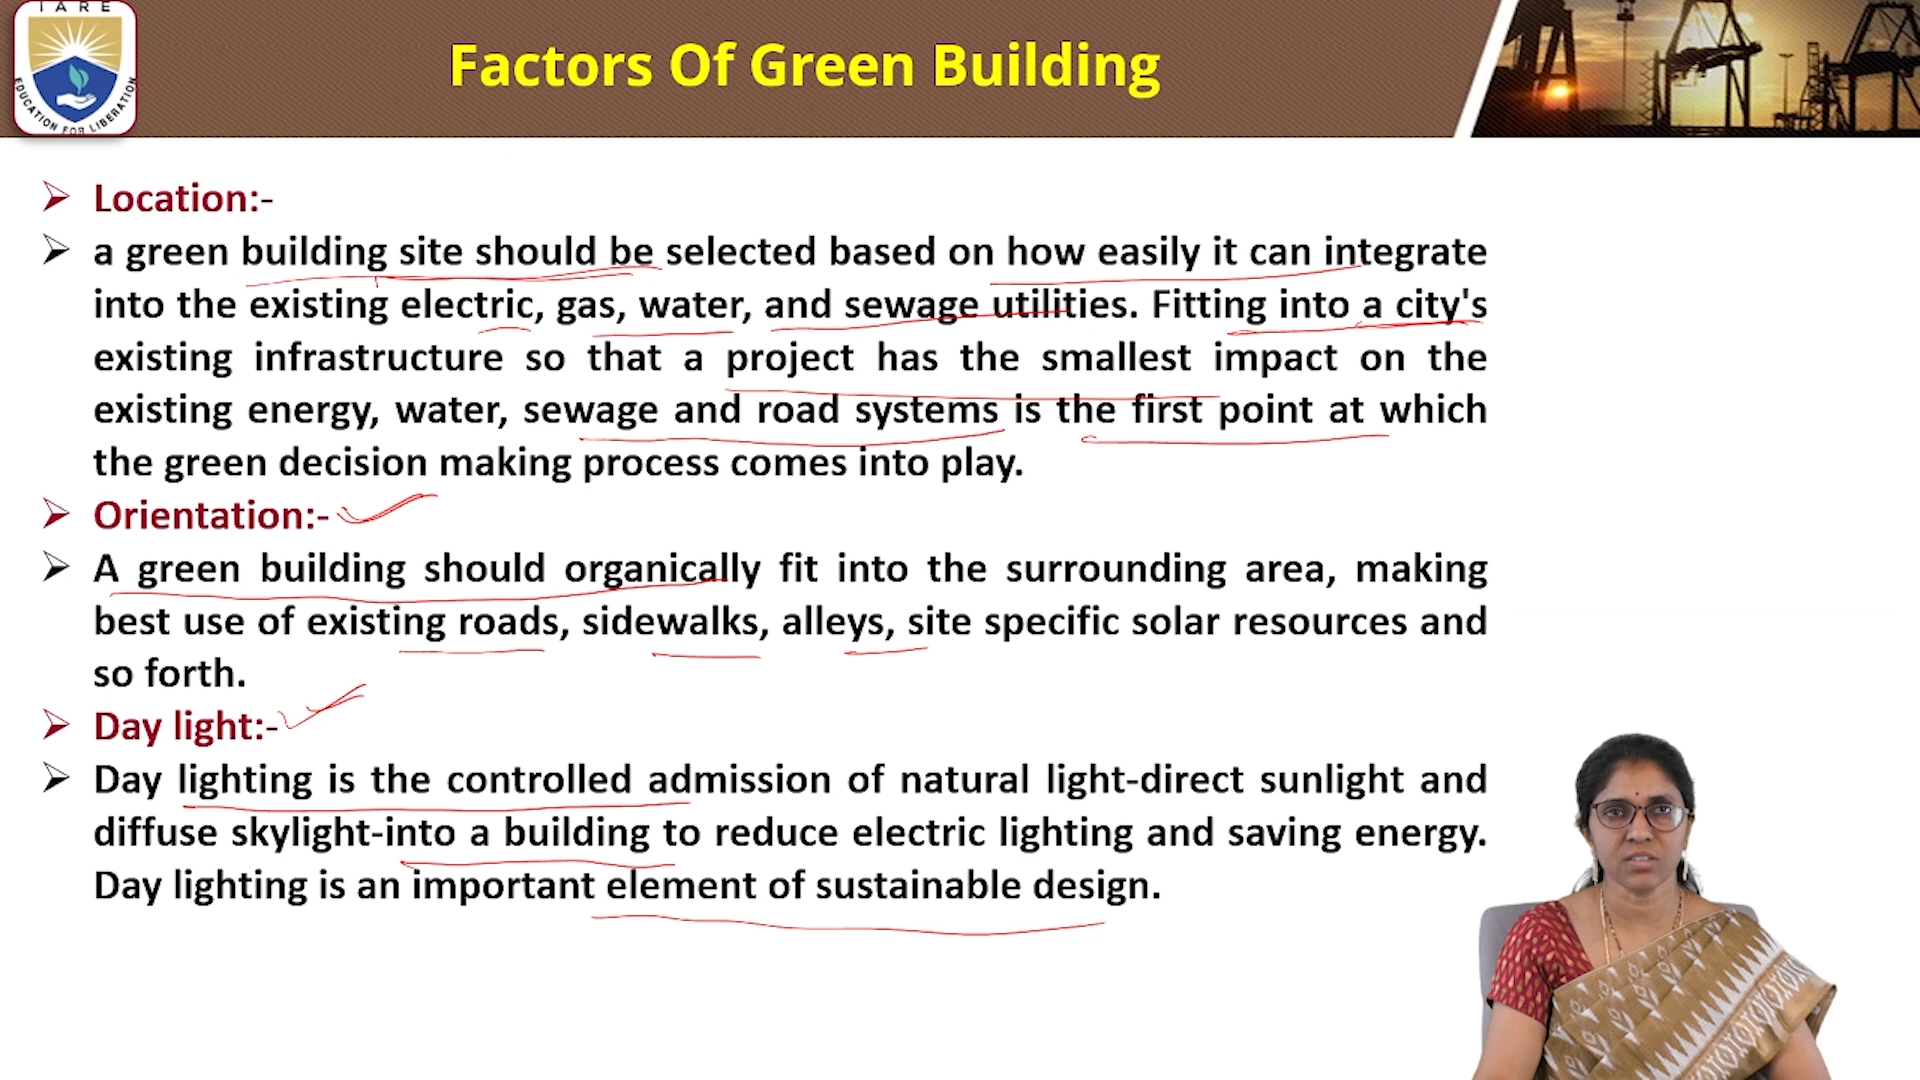 IARE
EDUCATION FOR LIBERATION
Factors Of Green Building
Location:-
a green building site should be selected based on how easily it can integrate
into the existing electric, gas, water, and sewage utilities. Fitting into a city's
existing infrastructure so that a project has the smallest impact on the
existing energy, water, sewage and road systems is the first point at which
the green decision making process comes into play.
Orientation:-
A green building should organically fit into the surrounding area, making
best use of existing roads, sidewalks, alleys, site specific solar resources and
so forth.
Day light:-
Day lighting is the controlled admission of natural light-direct sunlight and
diffuse skylight-into a building to reduce electric lighting and saving energy.
Day lighting is an important element of sustainable design.